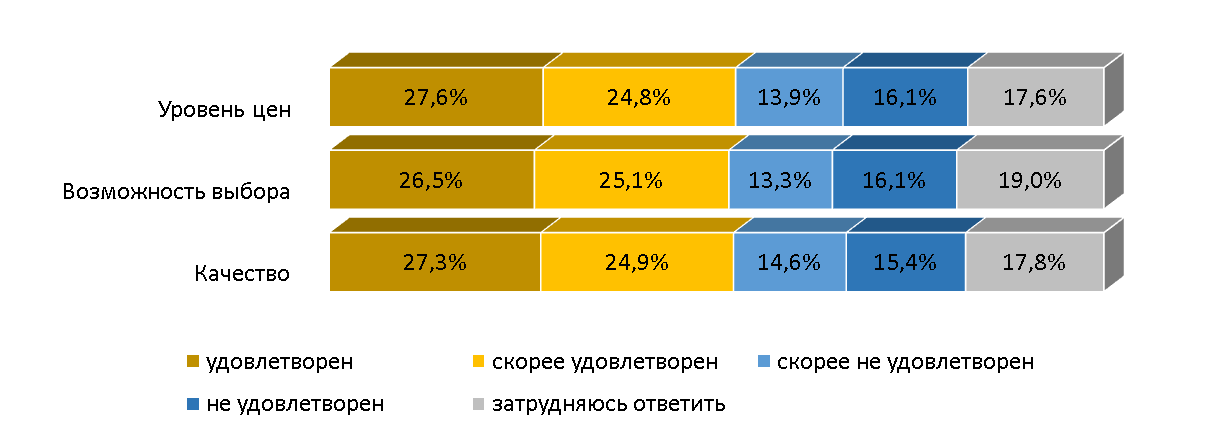 27,6% 24,8% 13,9% 16,1% 17,6%
Уровень цен
26,5% 25,1% 13,3% 16,1% 19,0%
Возможность выбора
27,3% 24,9% 14,6% 15,4% 17,8%
Качество
удовлетворен скорее удовлетворен скорее не удовлетворен
не удовлетворен затрудняюсь ответить